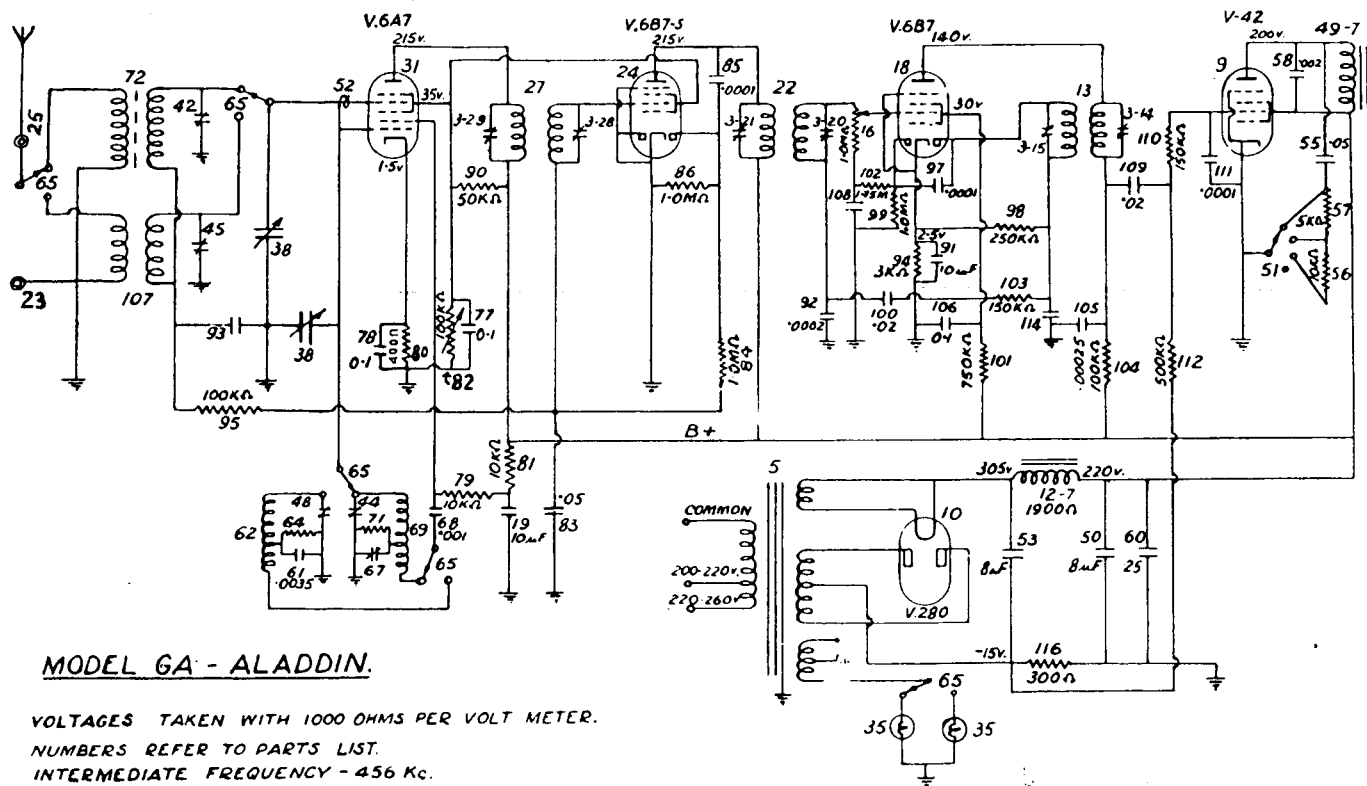 V.6A7
V.6B7-S
V.6B7
V-42
49-7
215v.
215v.
140v.
200v.
72
42
65
52
31
35v.
24
85
.0001
22
18
30v
13
9
58
.002
25
65
45
38
27
3-29
3-28
3-21
3-20
16
1.0MΩ
3-15
3-14
110
150KΩ
111
.0001
55
.05
57
5KΩ
10KΩ
56
51
23
107
1.5v
90
50KΩ
86
1.0MΩ
108
102
1.75M
99
1.0MΩ
97
.0001
2.5v
98
250KΩ
109
.02
93
38
78
0.1
400Ω
80
100KΩ
77
0.1
82
1.0MΩ
84
92
.0002
94
3KΩ
91
10μF
100
.02
106
0.1
103
150KΩ
114
105
.00025
100KΩ
104
500KΩ
112
750KΩ
101
100KΩ
95
B+
65
10KΩ
81
79
10KΩ
62
48
64
61
.0035
44
71
67
69
68
.001
65
19
10μF
.05
83
5
COMMON
200-220v.
220-260v
10
V.280
305v
220v.
12-7
1900Ω
53
8μF
50
8μF
60
25
-15v.
116
300Ω
65
35
35
MODEL GA - ALADDIN.
VOLTAGES TAKEN WITH 1000 OHMS PER VOLT METER.
NUMBERS REFER TO PARTS LIST.
INTERMEDIATE FREQUENCY - 456 Kc.